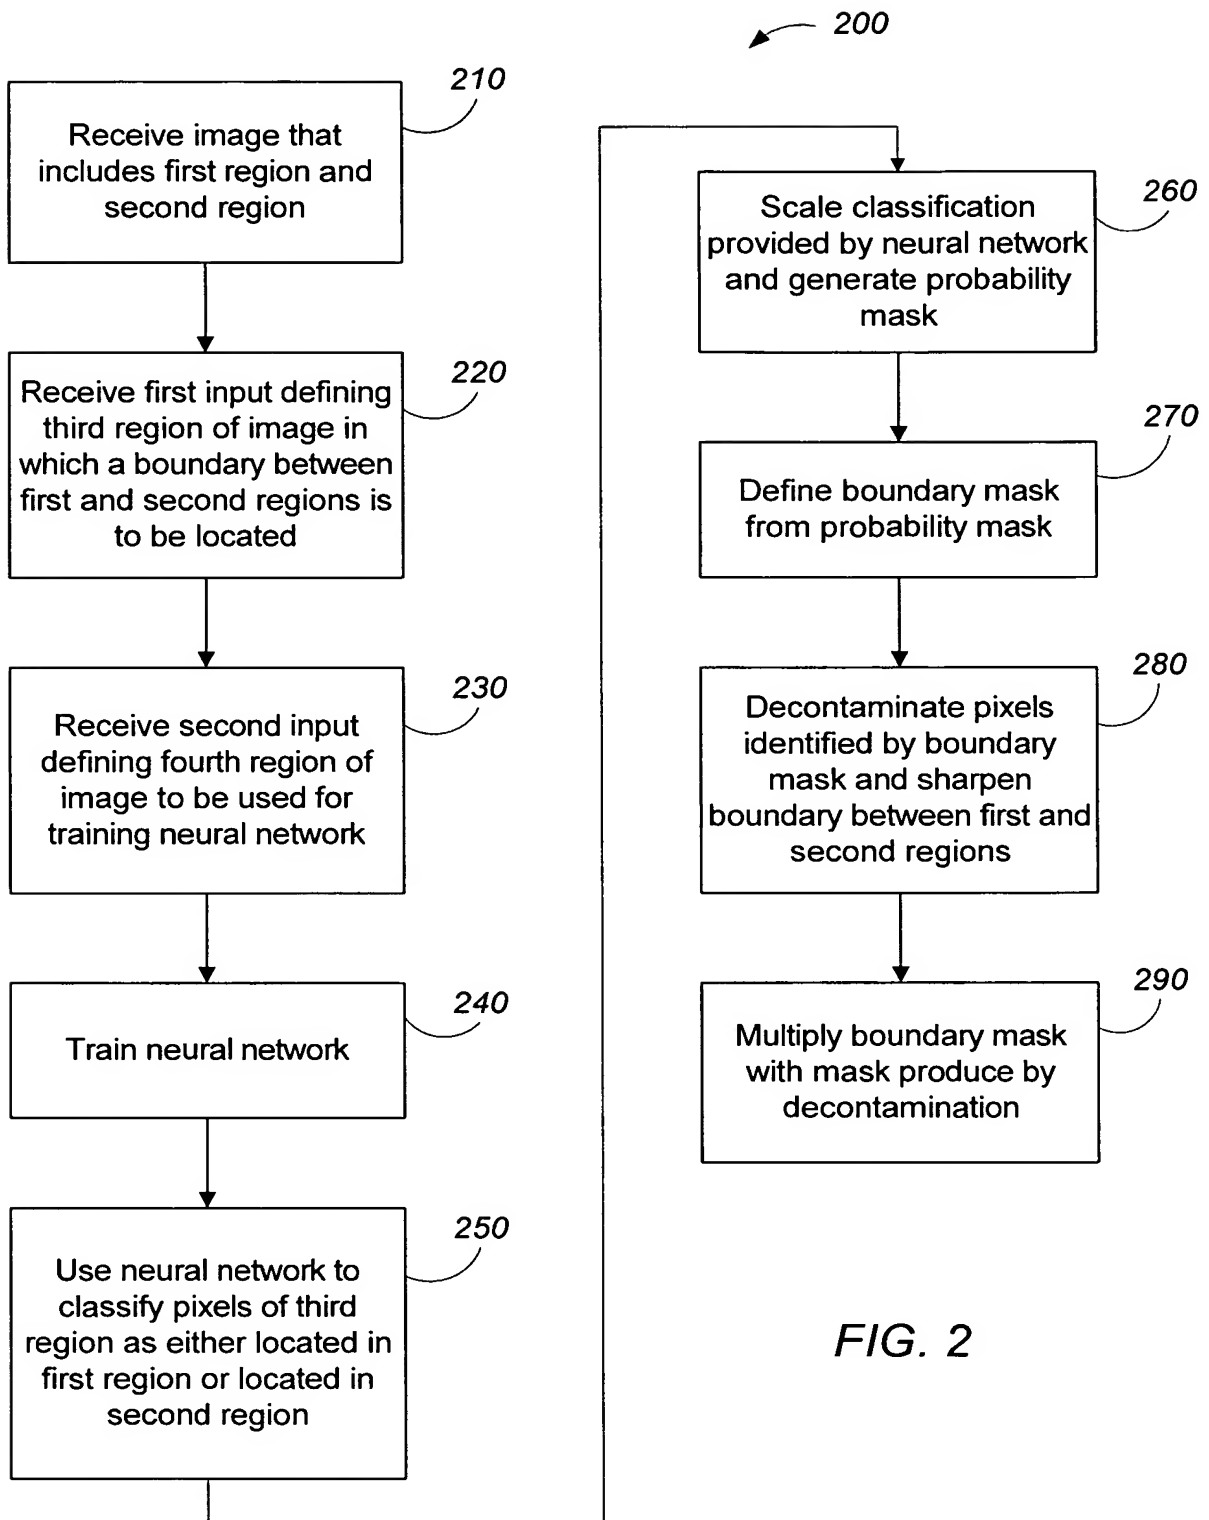 200
210
Receive image that
includes first region and
second region
220
Receive first input defining
third region of image in
which a boundary between
first and second regions is
to be located
230
Receive second input
defining fourth region of
image to be used for
training neural network
240
Train neural network
250
Use neural network to
classify pixels of third
region as either located in
first region or located in
second region
260
Scale classification
provided by neural network
and generate probability
mask
270
Define boundary mask
from probability mask
280
Decontaminate pixels
identified by boundary
mask and sharpen
boundary between first and
second regions
290
Multiply boundary mask
with mask produce by
decontamination
FIG. 2